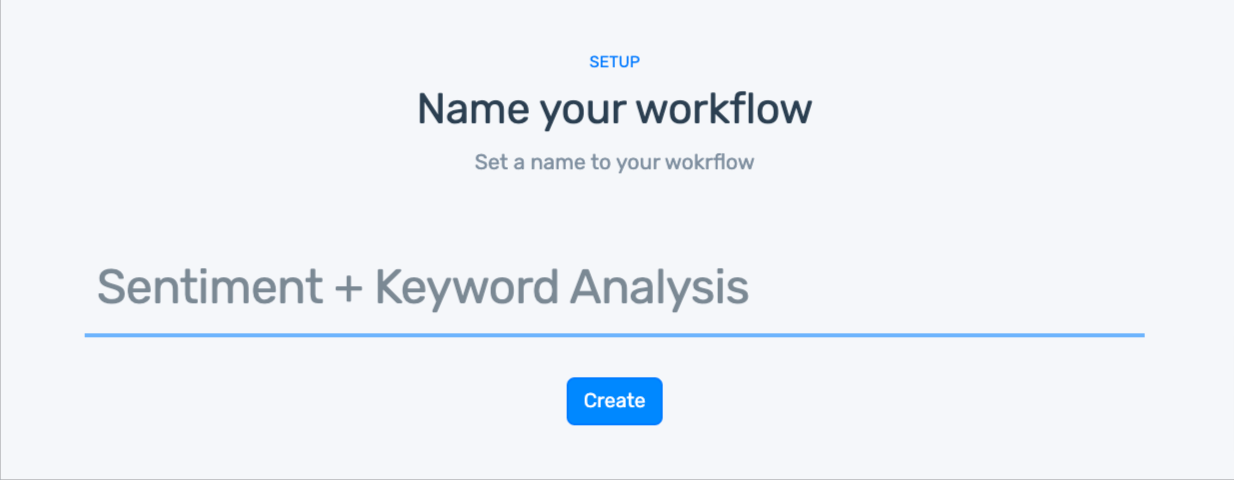 SETUP
Name your workflow
Set a name to your wokrflow
Sentiment + Keyword Analysis
Create